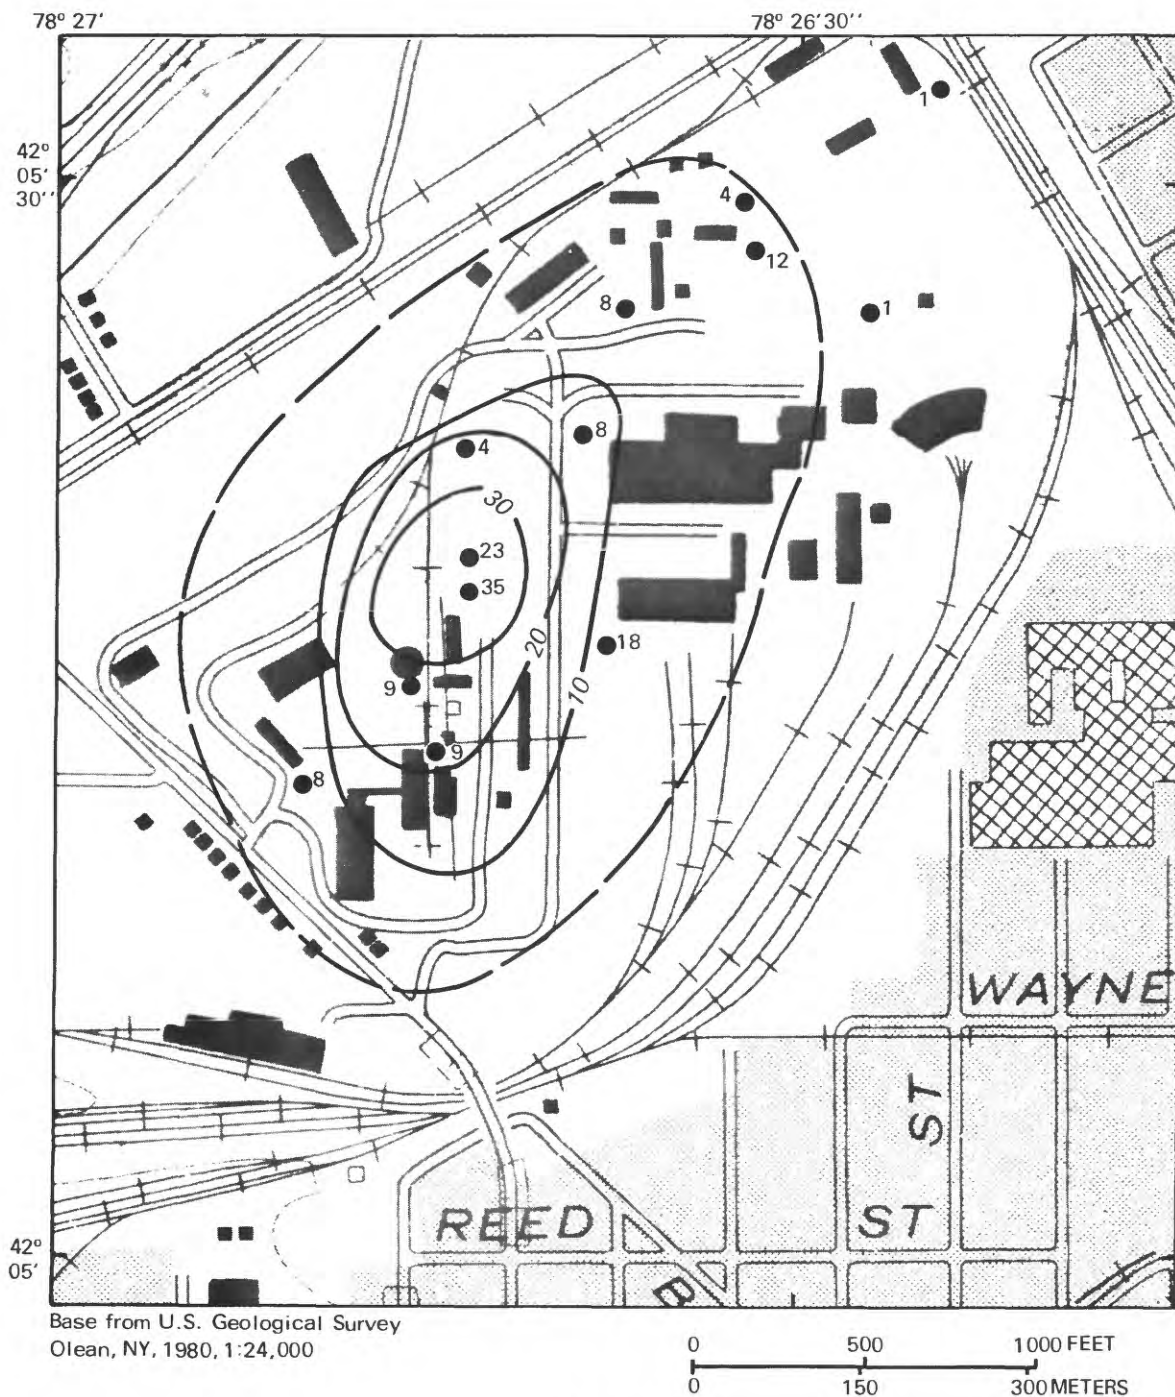 78° 27'
78° 26'30''
42°
05'
30''
1
4
12
8
1
8
4
30
23
35
20
18
10
9
9
8
WAYNE
ST
REED
ST
B
42°
05'
Base from U.S. Geological Survey
Olean, NY, 1980, 1:24,000
0 500 1000 FEET
0 150 300 METERS